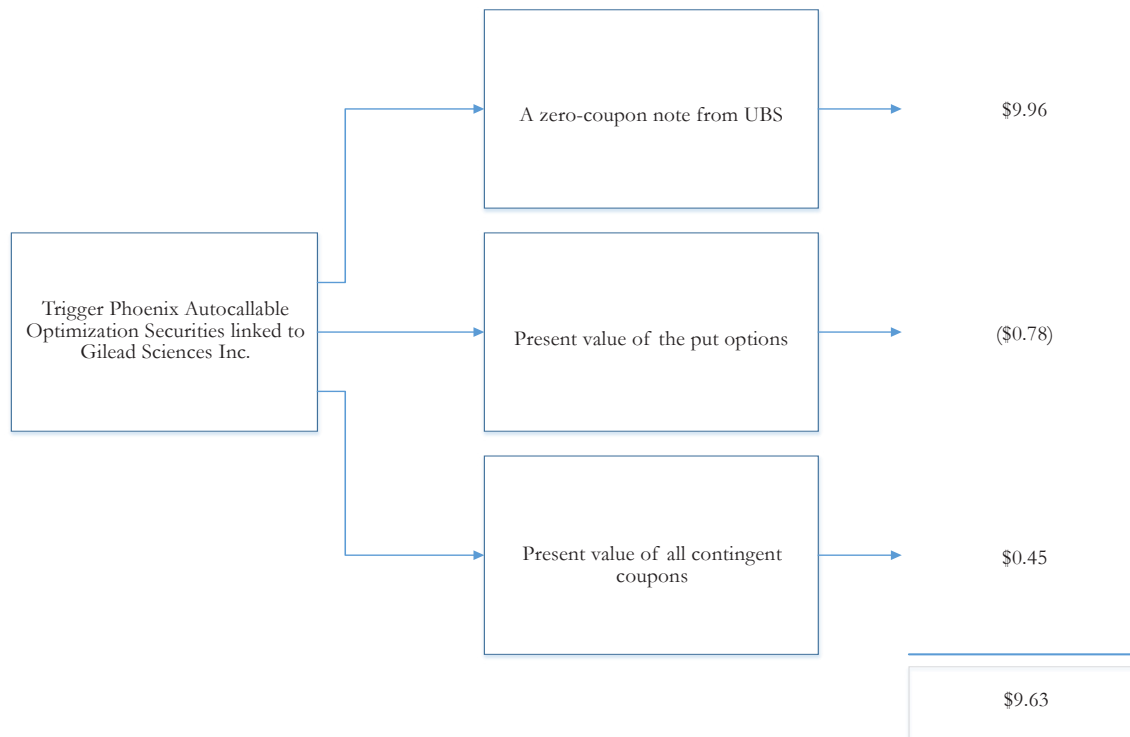 A zero-coupon note from UBS
$9.96
Trigger Phoenix Autocallable
Optimization Securities linked to
Gilead Sciences Inc.
Present value of the put options
($0.78)
Present value of all contingent
coupons
$0.45
$9.63